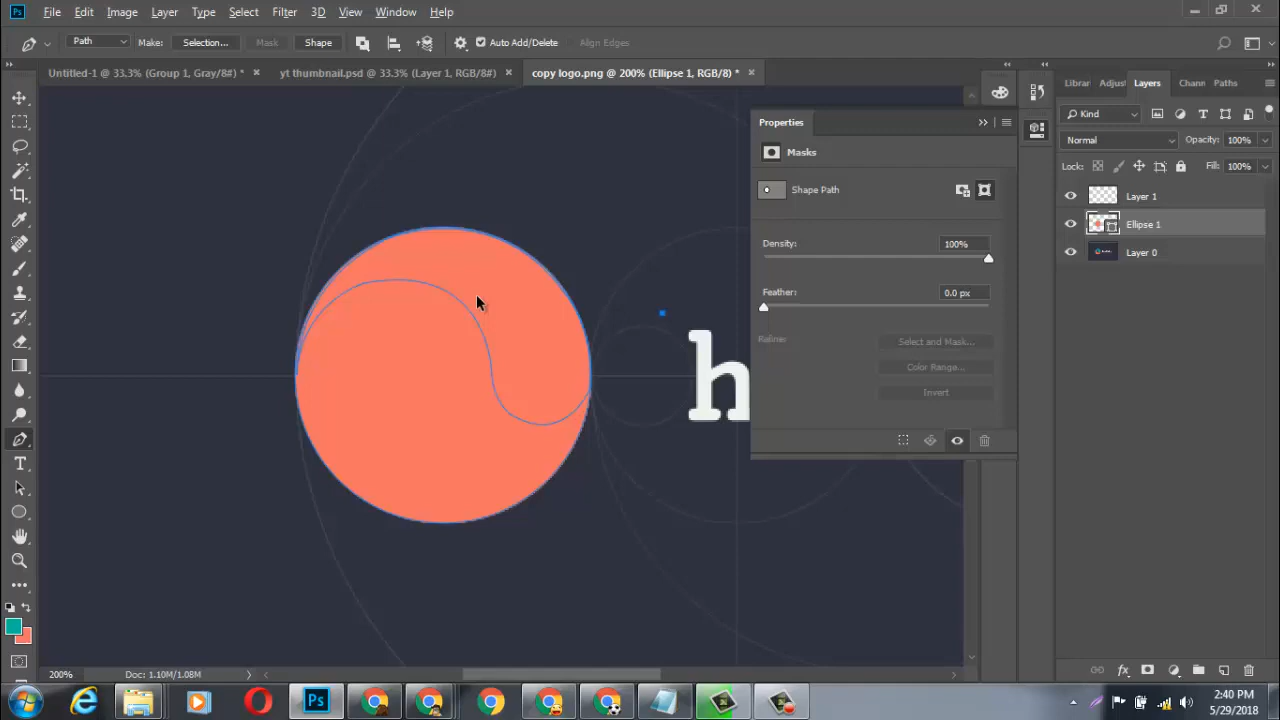 Ps File Edit Image Layer Type Select Filter 3D View Window Help
Path Make: Selection... Mask Shape Auto Add/Delete Align Edges
Untitled-1 @ 33.3% (Group 1, Gray/8#) * yt thumbnail.psd @ 33.3% (Layer 1, RGB/8#) copy logo.png @ 200% (Ellipse 1, RGB/8) *
Librar Adjust Layers Chann Paths
Properties
Masks
Shape Path
Density: 100%
Feather: 0.0 px
Refine:
Select and Mask...
Color Range...
Invert
Kind
Normal Opacity: 100%
Lock: Fill: 100%
Layer 1
Ellipse 1
Layer 0
h
200% Doc: 1.10M/1.08M
Ps
2:40 PM
5/29/2018